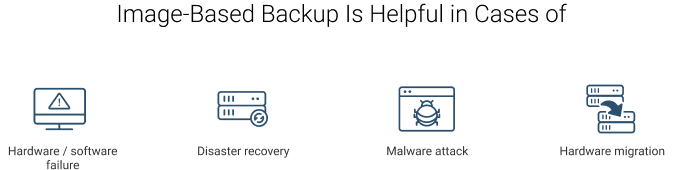 Image-Based Backup Is Helpful in Cases of
Hardware / software
failure
Disaster recovery
Malware attack
Hardware migration